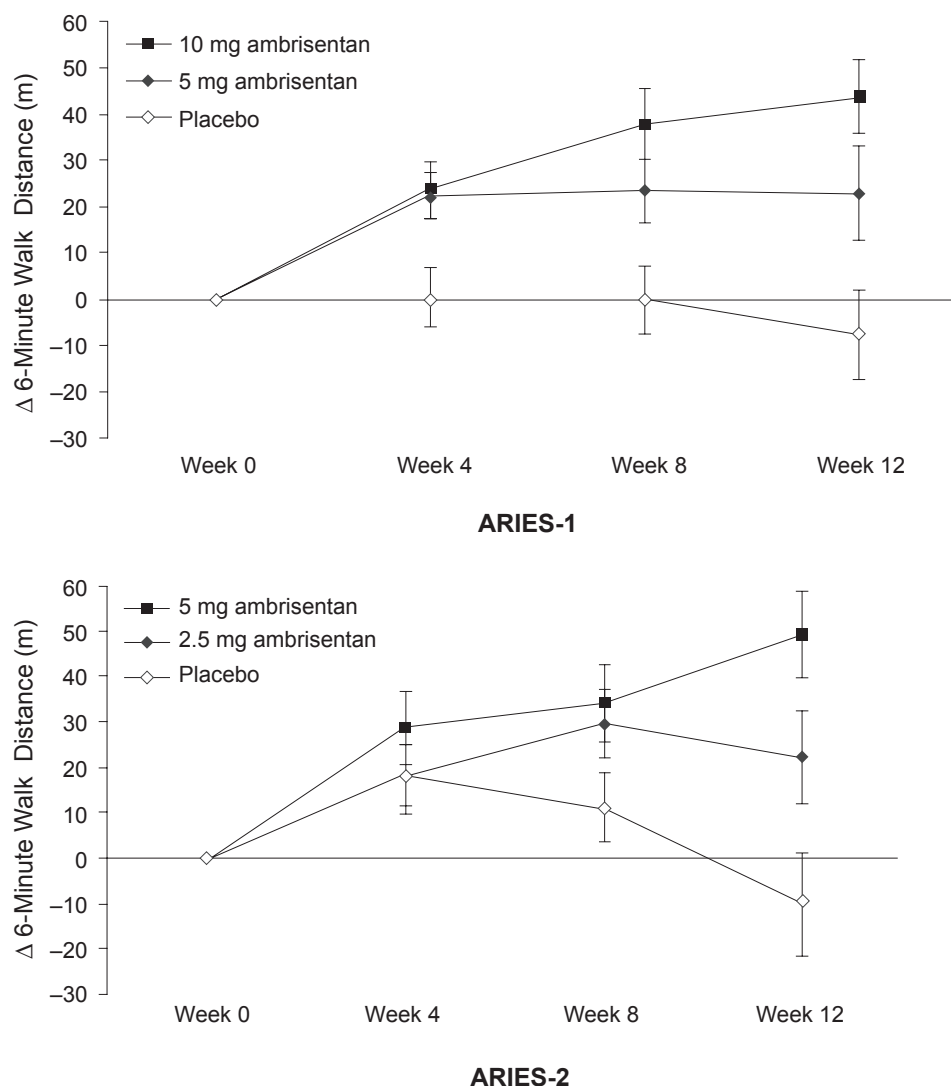 60
50
40
30
20
10
0
–10
–20
–30
Δ 6-Minute Walk Distance (m)
10 mg ambrisentan
5 mg ambrisentan
Placebo
Week 0 Week 4 Week 8 Week 12
ARIES-1
60
50
40
30
20
10
0
–10
–20
–30
Δ 6-Minute Walk Distance (m)
5 mg ambrisentan
2.5 mg ambrisentan
Placebo
Week 0 Week 4 Week 8 Week 12
ARIES-2